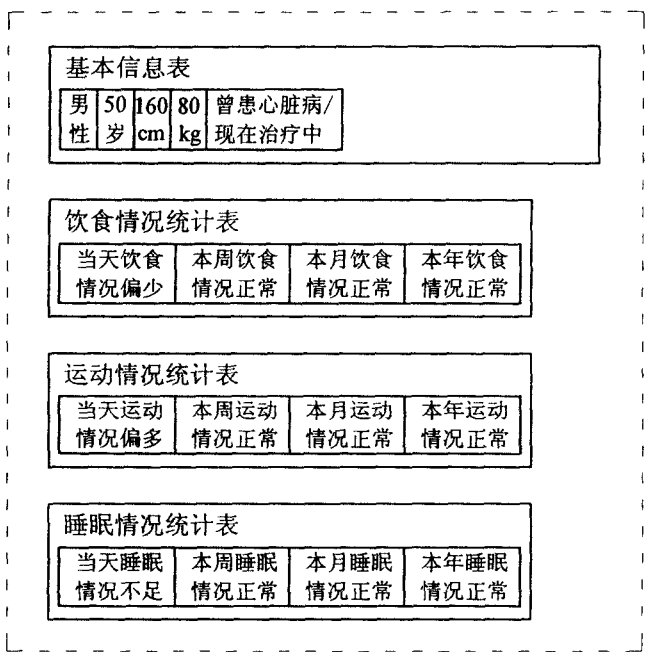 基本信息表
男 50 160 80 曾患心脏病/
性 岁 cm kg 现在治疗中
饮食情况统计表
当天饮食 本周饮食 本月饮食 本年饮食
情况偏少 情况正常 情况正常 情况正常
运动情况统计表
当天运动 本周运动 本月运动 本年运动
情况偏多 情况正常 情况正常 情况正常
睡眠情况统计表
当天睡眠 本周睡眠 本月睡眠 本年睡眠
情况不足 情况正常 情况正常 情况正常